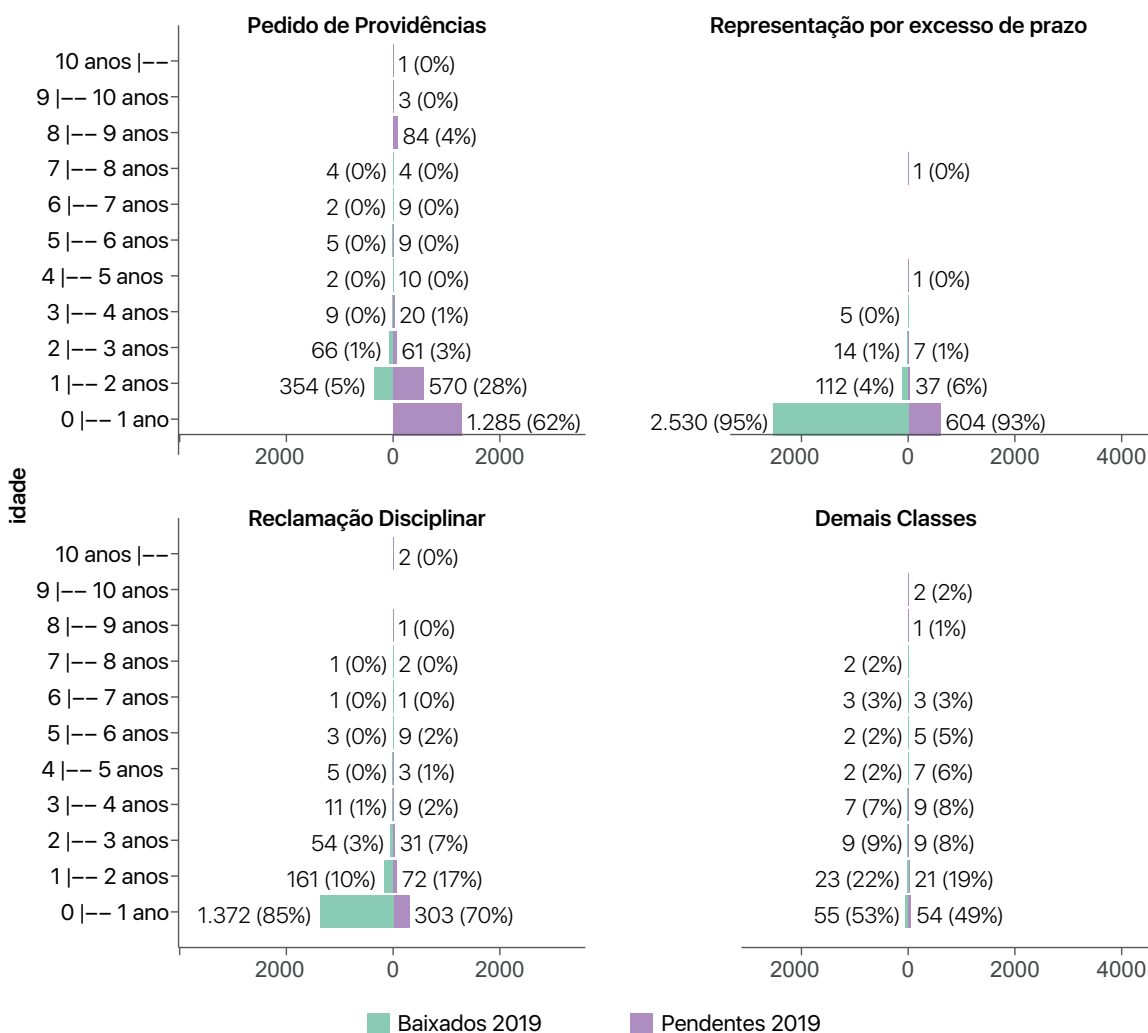 Pedido de Providências
Representação por excesso de prazo
10 anos |–– 1 (0%)
9 |–– 10 anos 3 (0%)
8 |–– 9 anos 84 (4%)
7 |–– 8 anos 4 (0%) 4 (0%) 1 (0%)
6 |–– 7 anos 2 (0%) 9 (0%)
5 |–– 6 anos 5 (0%) 9 (0%)
4 |–– 5 anos 2 (0%) 10 (0%) 1 (0%)
3 |–– 4 anos 9 (0%) 20 (1%) 5 (0%)
2 |–– 3 anos 66 (1%) 61 (3%) 14 (1%) 7 (1%)
1 |–– 2 anos 354 (5%) 570 (28%) 112 (4%) 37 (6%)
0 |–– 1 ano 1.285 (62%) 2.530 (95%) 604 (93%)
2000 0 2000 2000 0 2000 4000
idade
Reclamação Disciplinar
Demais Classes
10 anos |–– 2 (0%)
9 |–– 10 anos 2 (2%)
8 |–– 9 anos 1 (0%) 1 (1%)
7 |–– 8 anos 1 (0%) 2 (0%) 2 (2%)
6 |–– 7 anos 1 (0%) 1 (0%) 3 (3%) 3 (3%)
5 |–– 6 anos 3 (0%) 9 (2%) 2 (2%) 5 (5%)
4 |–– 5 anos 5 (0%) 3 (1%) 2 (2%) 7 (6%)
3 |–– 4 anos 11 (1%) 9 (2%) 7 (7%) 9 (8%)
2 |–– 3 anos 54 (3%) 31 (7%) 9 (9%) 9 (8%)
1 |–– 2 anos 161 (10%) 72 (17%) 23 (22%) 21 (19%)
0 |–– 1 ano 1.372 (85%) 303 (70%) 55 (53%) 54 (49%)
2000 0 2000 2000 0 2000 4000
Baixados 2019 Pendentes 2019